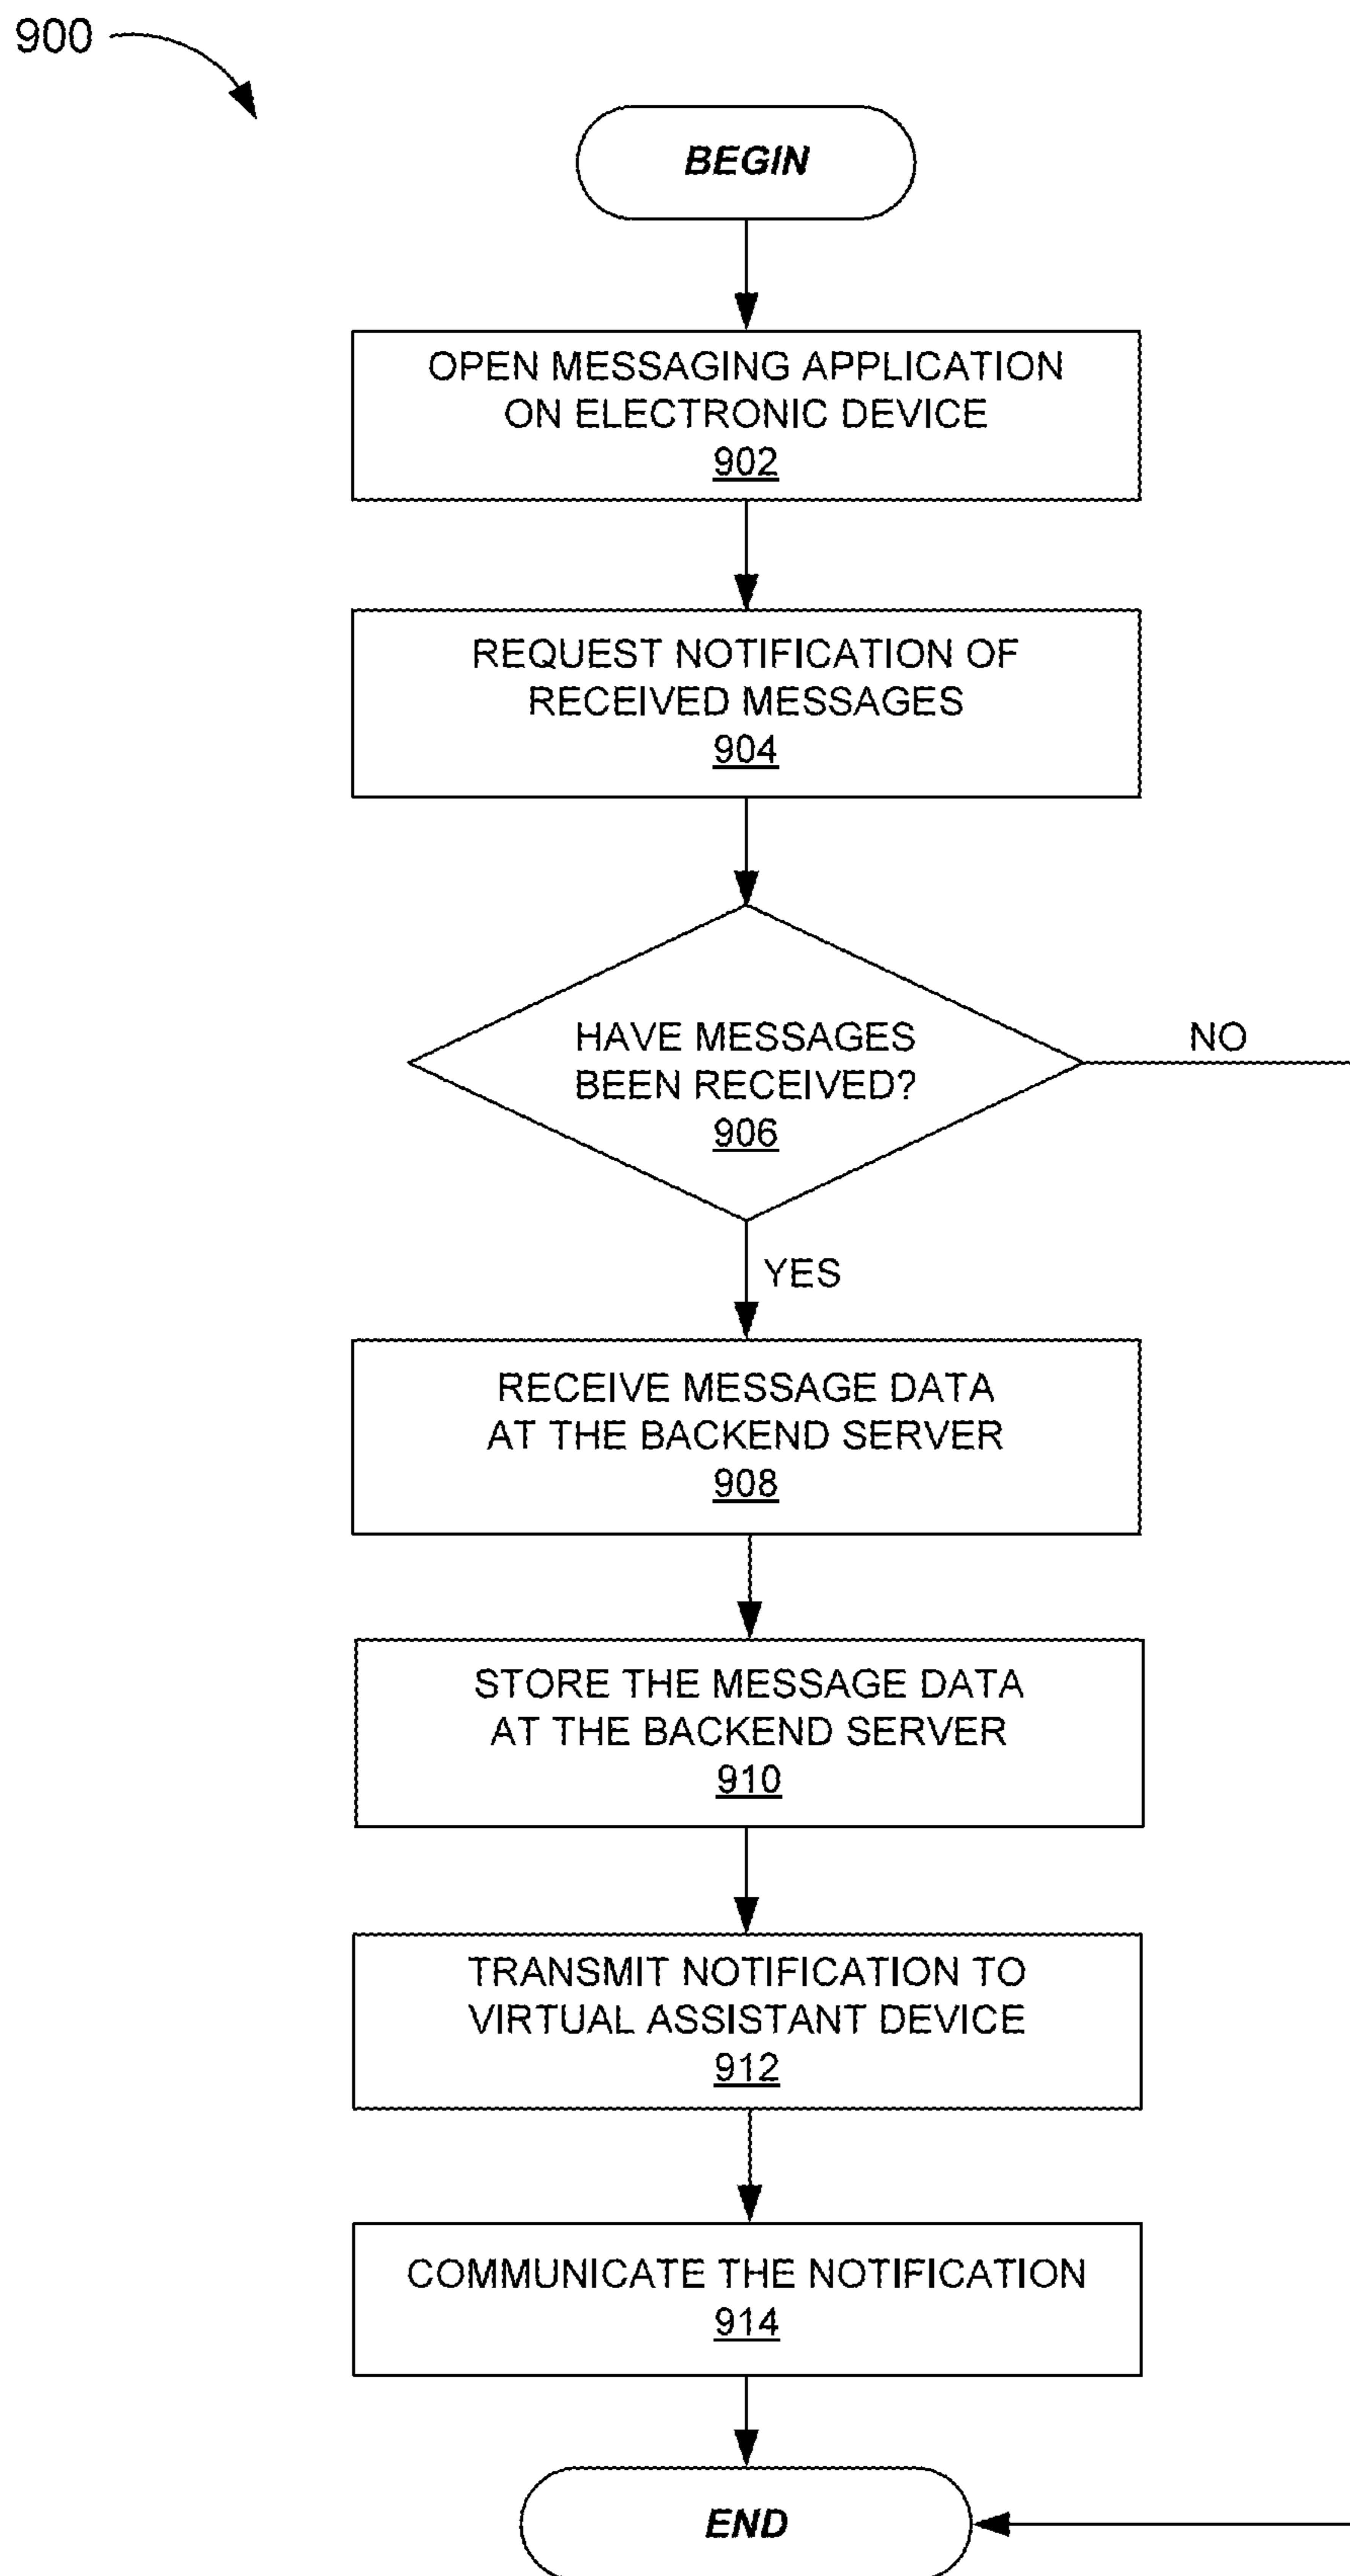 900
BEGIN
OPEN MESSAGING APPLICATION
ON ELECTRONIC DEVICE
902
REQUEST NOTIFICATION OF
RECEIVED MESSAGES
904
HAVE MESSAGES
BEEN RECEIVED?
906
NO
YES
RECEIVE MESSAGE DATA
AT THE BACKEND SERVER
908
STORE THE MESSAGE DATA
AT THE BACKEND SERVER
910
TRANSMIT NOTIFICATION TO
VIRTUAL ASSISTANT DEVICE
912
COMMUNICATE THE NOTIFICATION
914
END